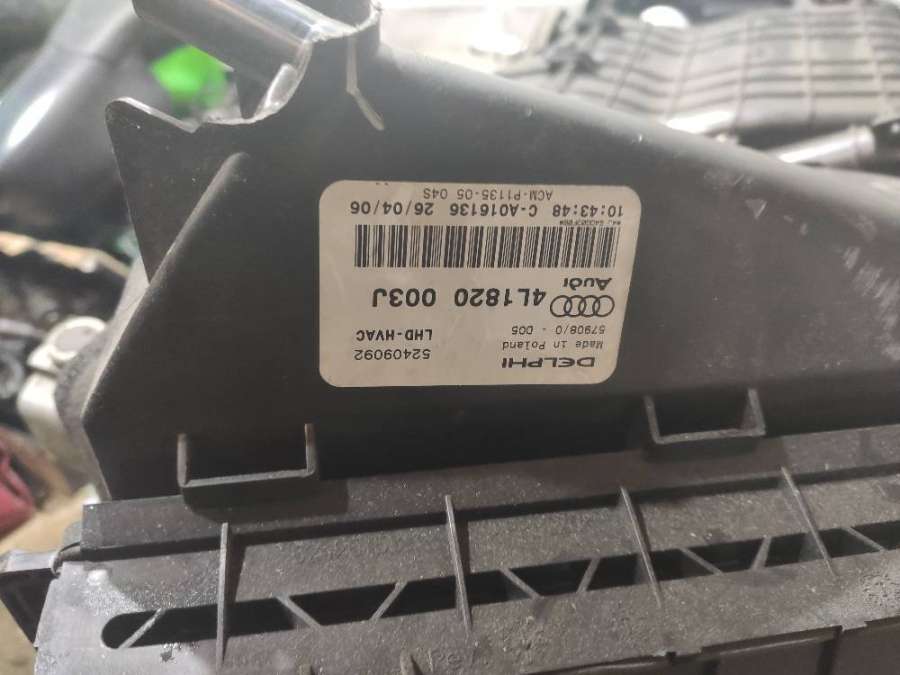 DELPHI 52409092
Made in Poland LHD-HVAC
57908/0 - D05
Audi 4L1820 003J
10:43:48 C-A016136 26/04/06
ACM-P1135-05 04S